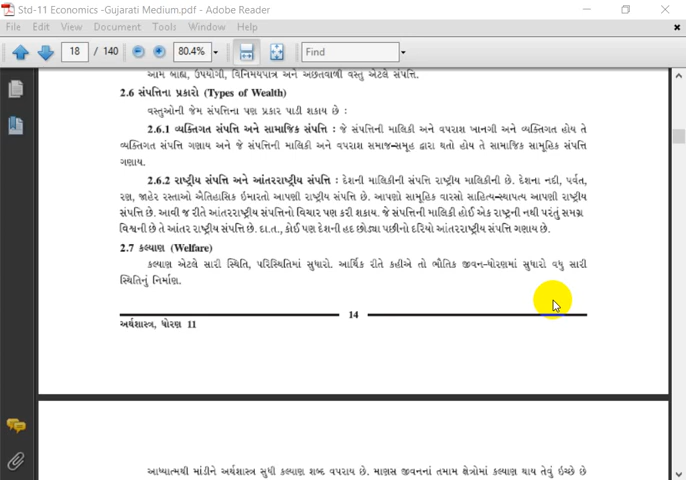 Std-11 Economics -Gujarati Medium.pdf - Adobe Reader
File Edit View Document Tools Window Help
18 / 140 80.4% Find
આમ બાહ્ય, ઉપયોગી, વિનિમયપાત્ર અને અછતવાળી વસ્તુ એટલે સંપત્તિ.
2.6 સંપત્તિના પ્રકારો (Types of Wealth)
વસ્તુઓની જેમ સંપત્તિના પણ પ્રકાર પાડી શકાય છે :
2.6.1 વ્યક્તિગત સંપત્તિ અને સામાજિક સંપત્તિ : જે સંપત્તિની માલિકી અને વપરાશ ખાનગી અને વ્યક્તિગત હોય તે
વ્યક્તિગત સંપત્તિ ગણાય અને જે સંપત્તિની માલિકી અને વપરાશ સમાજ-સમૂહ દ્વારા થતો હોય તે સામાજિક સામૂહિક સંપત્તિ
ગણાય.
2.6.2 રાષ્ટ્રીય સંપત્તિ અને આંતરરાષ્ટ્રીય સંપત્તિ : દેશની માલિકીની સંપત્તિ રાષ્ટ્રીય માલિકીની છે. દેશના નદી, પર્વત,
રણ, જાહેર રસ્તાઓ ઐતિહાસિક ઇમારતો આપણી રાષ્ટ્રીય સંપત્તિ છે. આપણો સામૂહિક વારસો સાહિત્ય-સ્થાપત્ય આપણી રાષ્ટ્રીય
સંપત્તિ છે. આવી જ રીતે આંતરરાષ્ટ્રીય સંપત્તિનો વિચાર પણ કરી શકાય. જે સંપત્તિની માલિકી હોઈ એક રાષ્ટ્રની નથી પરંતુ સમગ્ર
વિશ્વની છે તે આંતર રાષ્ટ્રીય સંપત્તિ છે. દા.ત., કોઈ પણ દેશની હદ છોડ્યા પછીનો દરિયો આંતરરાષ્ટ્રીય સંપત્તિ ગણાય છે.
2.7 કલ્યાણ (Welfare)
કલ્યાણ એટલે સારી સ્થિતિ, પરિસ્થિતિમાં સુધારો. આર્થિક રીતે કહીએ તો ભૌતિક જીવન-ધોરણમાં સુધારો વધુ સારી
સ્થિતિનું નિર્માણ.
14
અર્થશાસ્ત્ર, ધોરણ 11
આધ્યાત્મથી માંડીને અર્થશાસ્ત્ર સુધી કલ્યાણ શબ્દ વપરાય છે. માણસ જીવનનાં તમામ ક્ષેત્રોમાં કલ્યાણ થાય તેવું ઇચ્છે છે